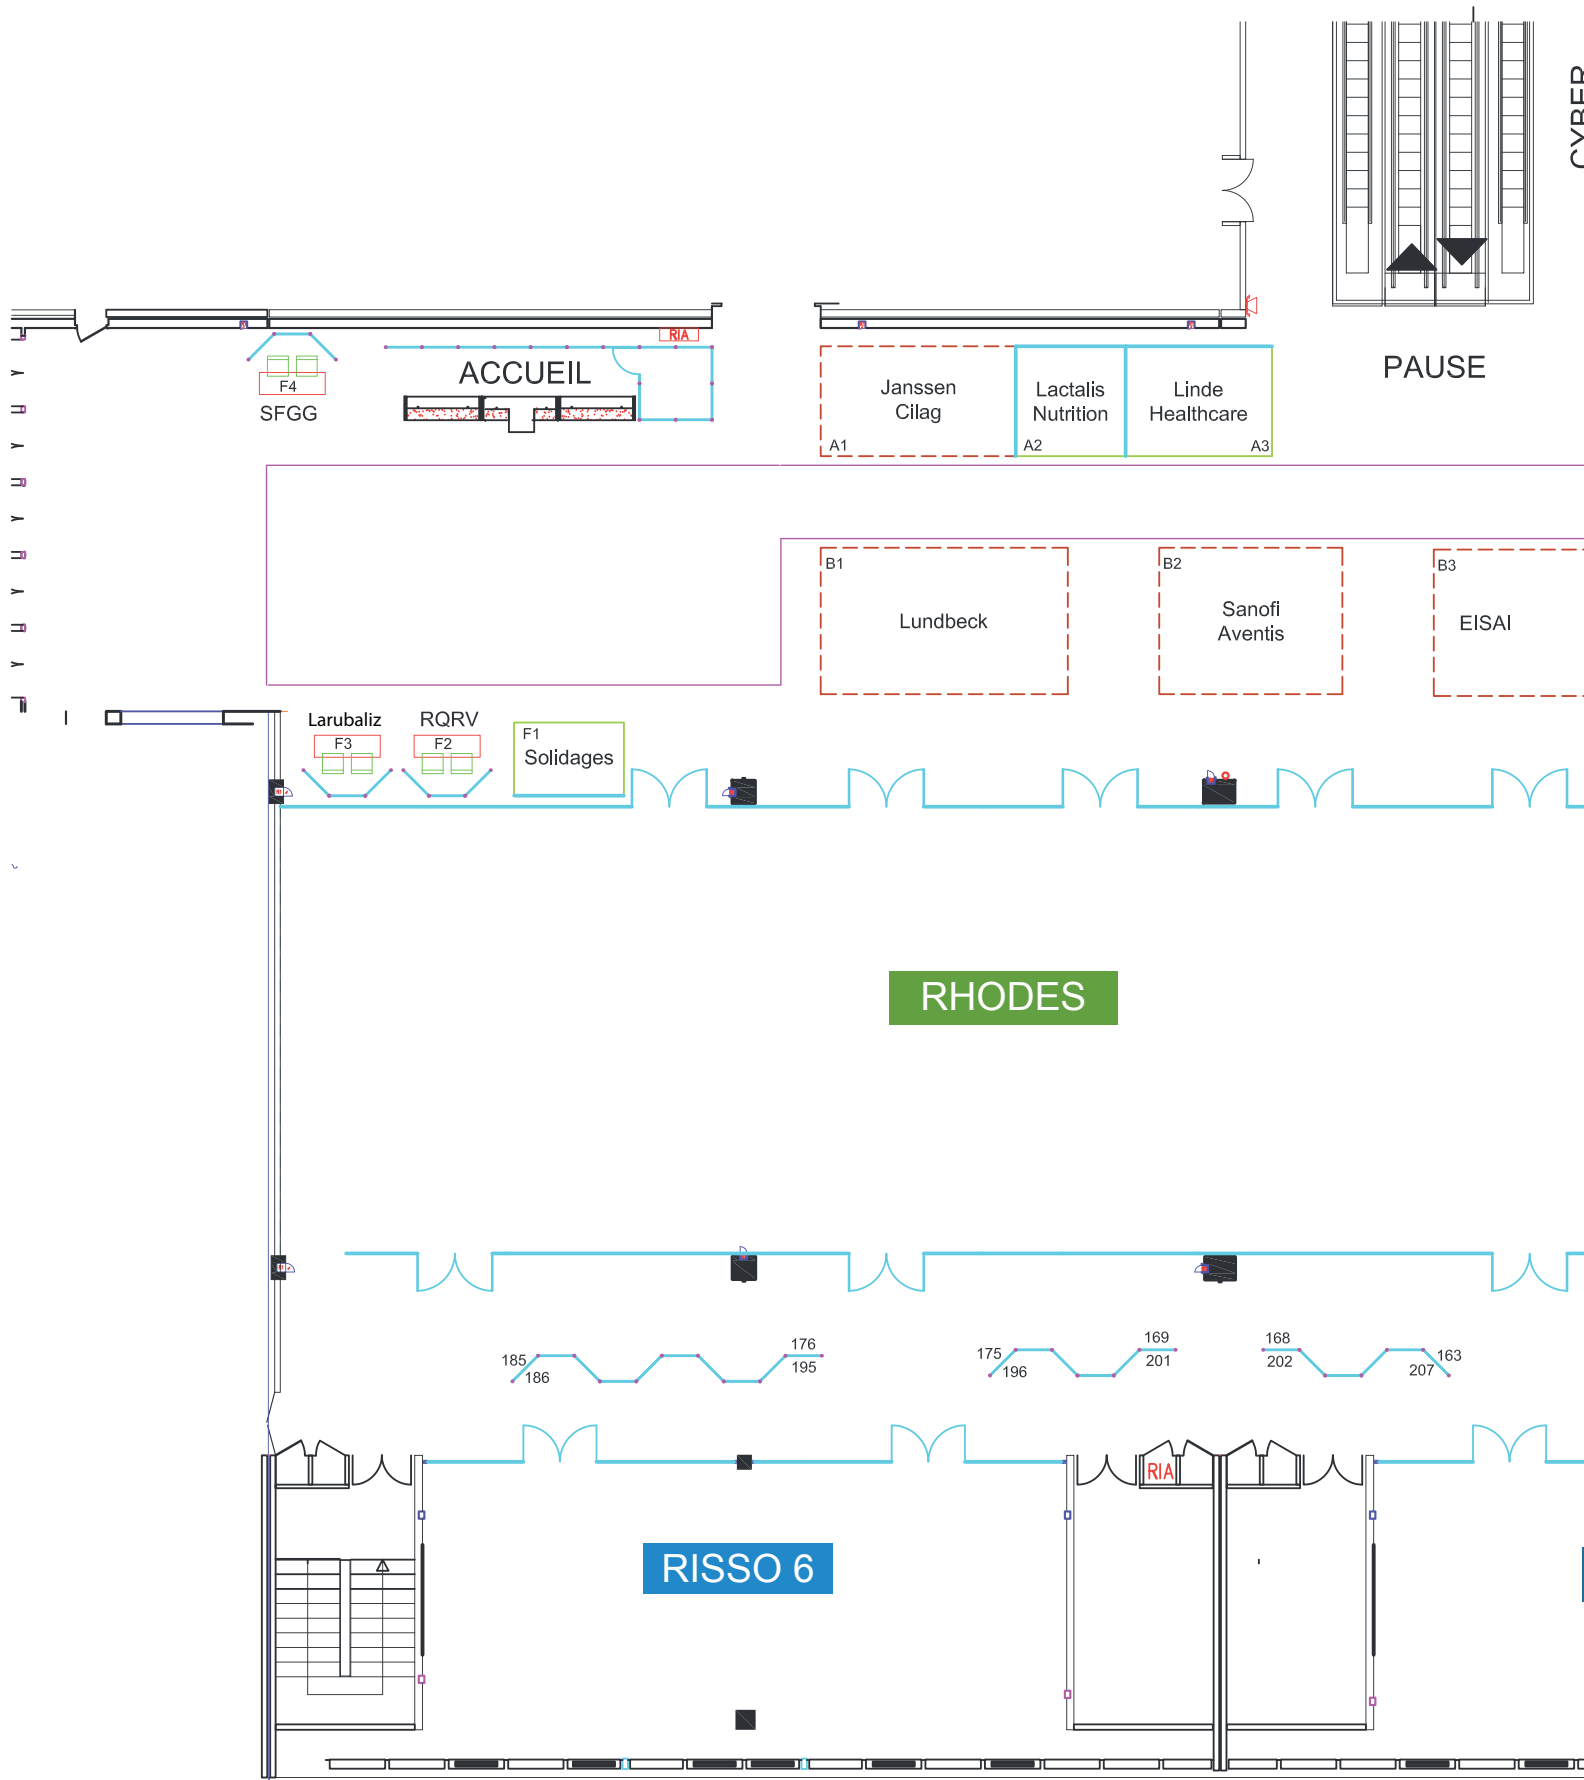 CYBER
RIA
ACCUEIL
F4
SFGG
Janssen
Cilag
A1
Lactalis
Nutrition
A2
Linde
Healthcare
A3
PAUSE
B1
Lundbeck
B2
Sanofi
Aventis
B3
EISAI
Larubaliz
F3
RQRV
F2
F1
Solidages
RHODES
185
186
176
195
175
196
169
201
168
202
163
207
RIA
RISSO 6